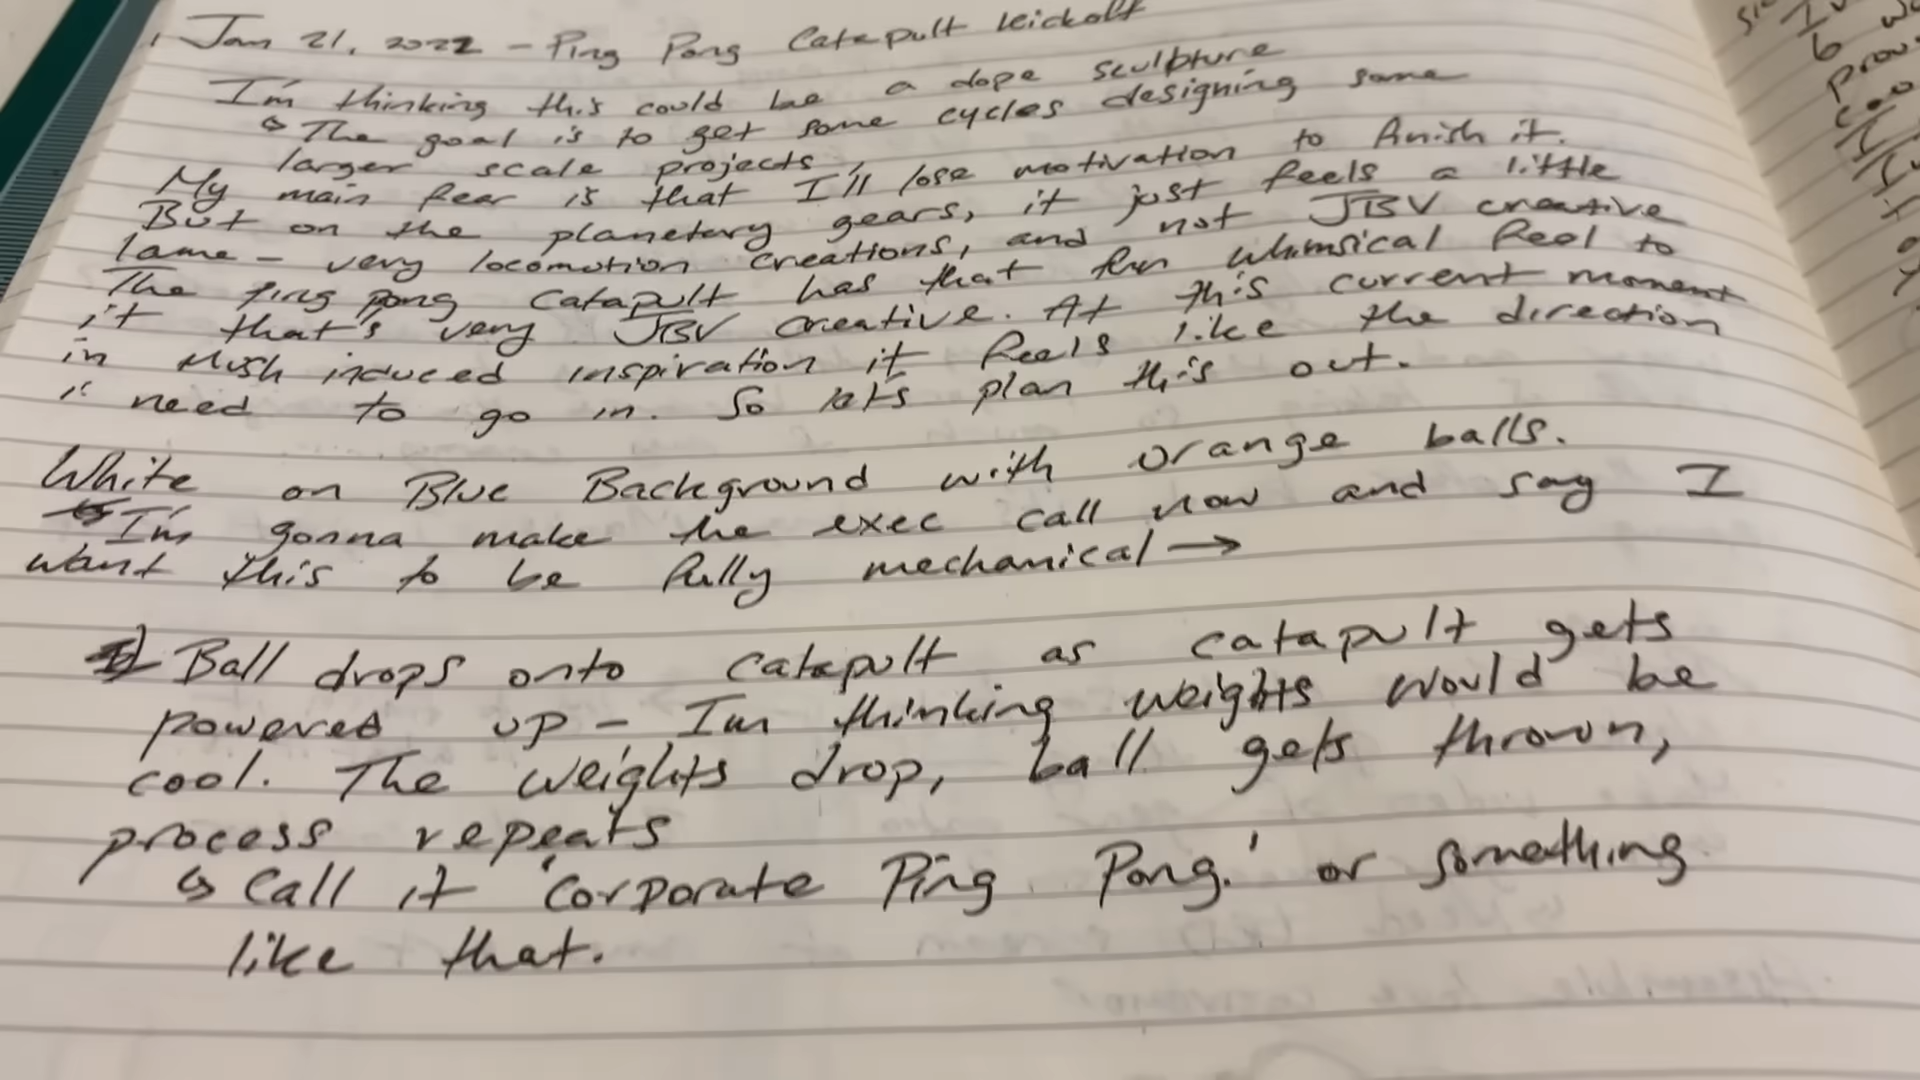 Jan 21, 2022 - Ping Pong Catapult kickoff
I'm thinking this could be a dope sculpture
↳ The goal is to get some cycles designing some
larger scale projects
My main fear is that I'll lose motivation to finish it.
But on the planetary gears, it just feels a little
lame - very locomotion creations, and not JBV creative
The ping pong catapult has that fun whimsical feel to
it that's very JBV creative. At this current moment
in Mush induced inspiration it feels like the direction
i need to go in. So lets plan this out.
White on Blue Background with orange balls.
I'm gonna make the exec call now and say I
want this to be fully mechanical →
Ball drops onto catapult as catapult gets
powered up - Im thinking weights would be
cool. The weights drop, ball gets thrown,
process repeats
↳ Call it 'Corporate Ping Pong.' or something
like that.